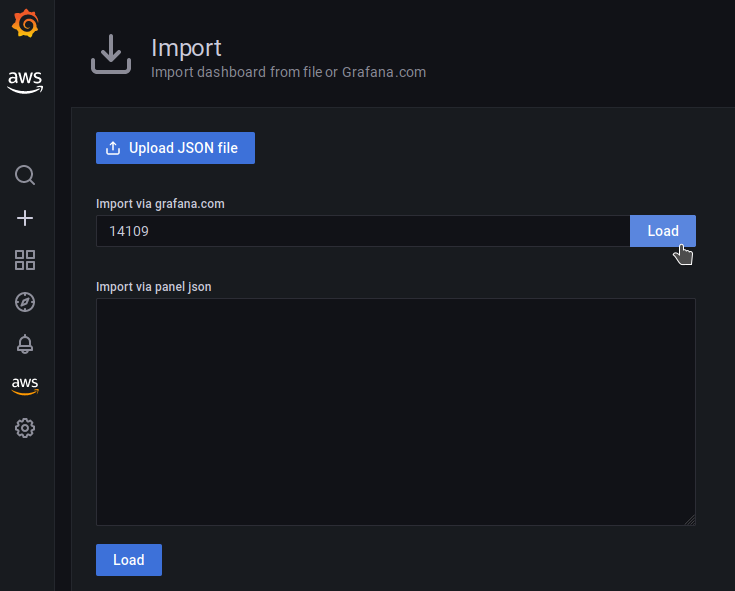 Import
Import dashboard from file or Grafana.com
aws
Upload JSON file
Import via grafana.com
14109
Load
Import via panel json
aws
Load